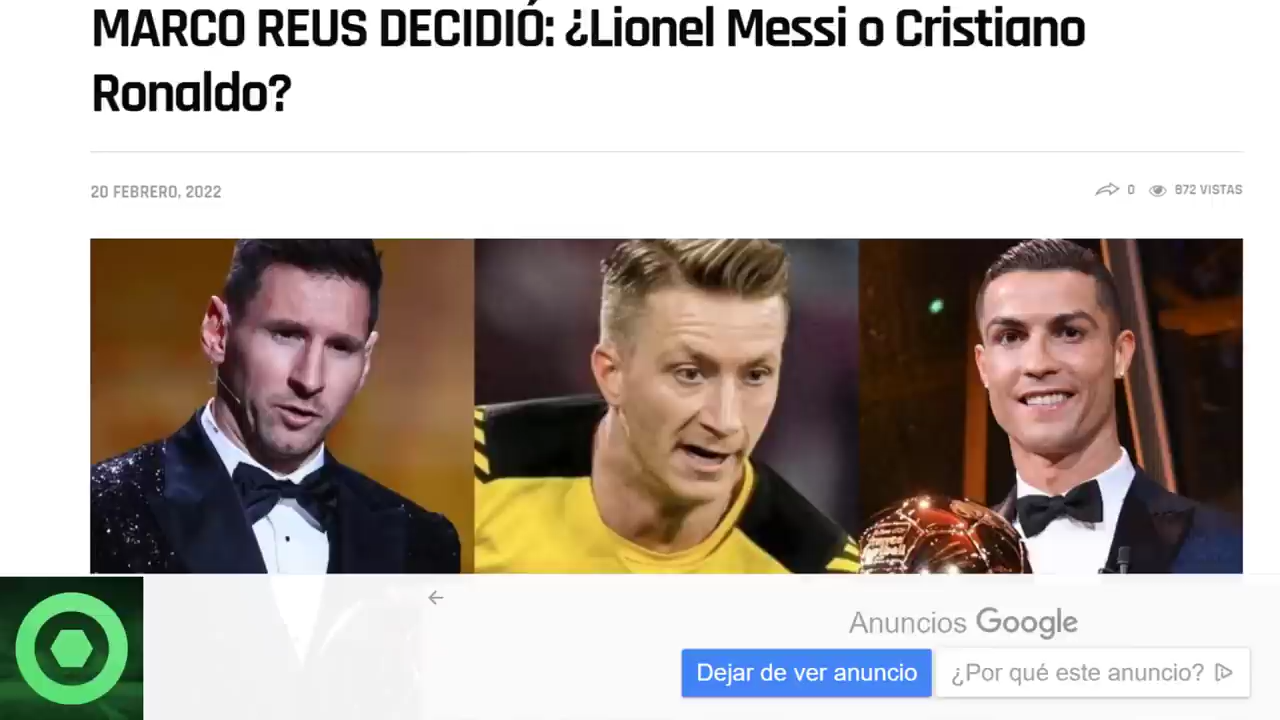 MARCO REUS DECIDIÓ: ¿Lionel Messi o Cristiano
Ronaldo?
20 FEBRERO, 2022
0
872 VISTAS
Anuncios Google
Dejar de ver anuncio
¿Por qué este anuncio?